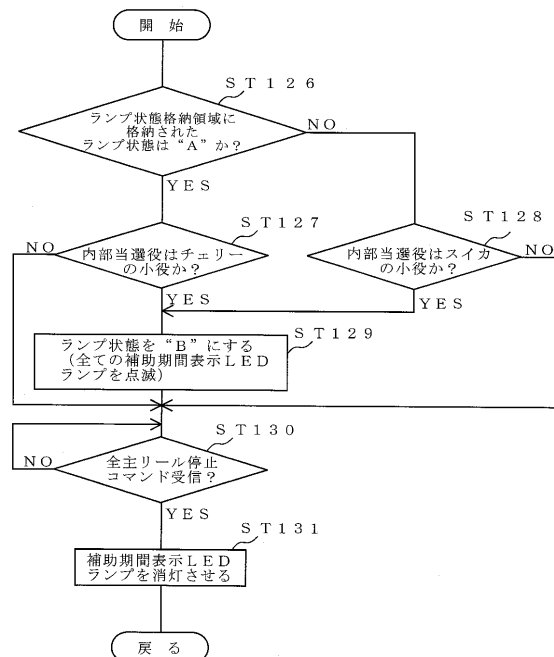 開 始
ＳＴ１２６
ランプ状態格納領域に
格納された
ランプ状態は“Ａ”か？
ＮＯ
ＹＥＳ
ＳＴ１２７
内部当選役はチェリー
の小役か？
ＮＯ
ＹＥＳ
ＳＴ１２８
内部当選役はスイカ
の小役か？
ＮＯ
ＹＥＳ
ＳＴ１２９
ランプ状態を“Ｂ”にする
（全ての補助期間表示ＬＥＤ
ランプを点滅）
ＳＴ１３０
全主リール停止
コマンド受信？
ＮＯ
ＹＥＳ
ＳＴ１３１
補助期間表示ＬＥＤ
ランプを消灯させる
戻 る